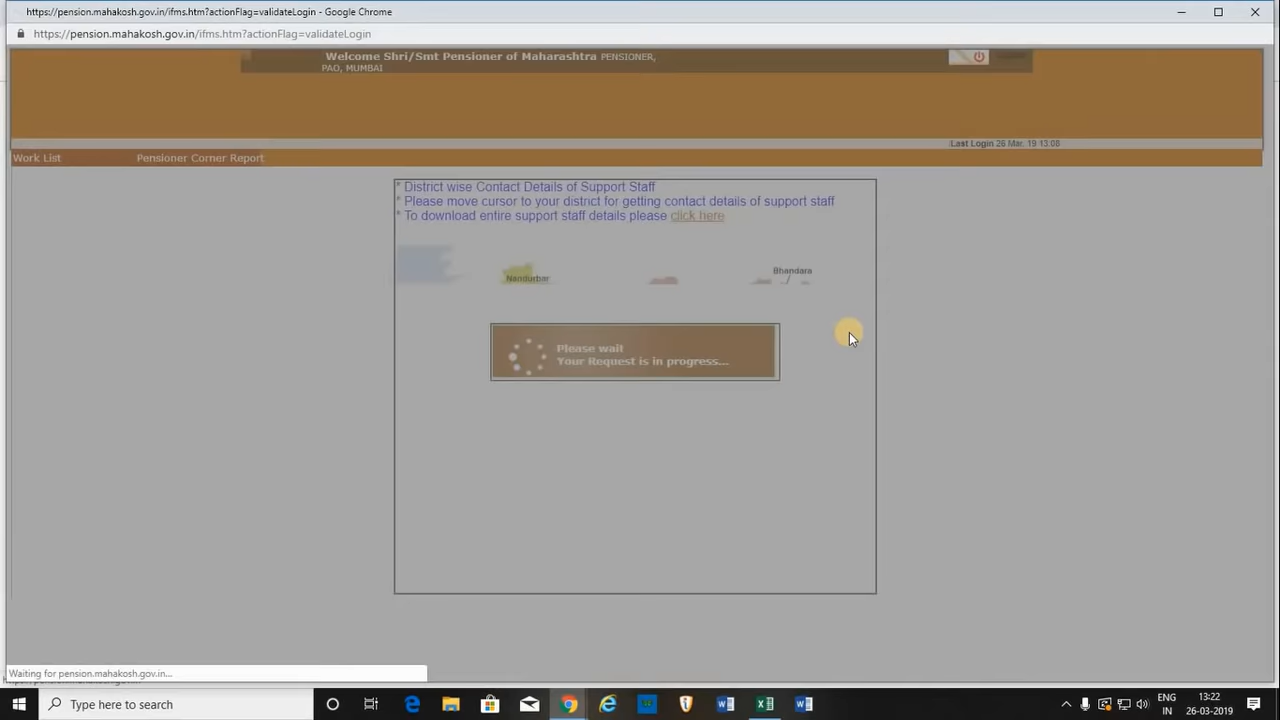 https://pension.mahakosh.gov.in/ifms.htm?actionFlag=validateLogin - Google Chrome
https://pension.mahakosh.gov.in/ifms.htm?actionFlag=validateLogin
Welcome Shri/Smt Pensioner of Maharashtra PENSIONER,
PAO, MUMBAI
Last Login 26 Mar, 19 13:08
Work List Pensioner Corner Report
* District wise Contact Details of Support Staff
* Please move cursor to your district for getting contact details of support staff
* To download entire support staff details please click here
Bhandara
Nandurbar
Please wait
Your Request is in progress...
Waiting for pension.mahakosh.gov.in...
Type here to search
ENG
IN
13:22
26-03-2019